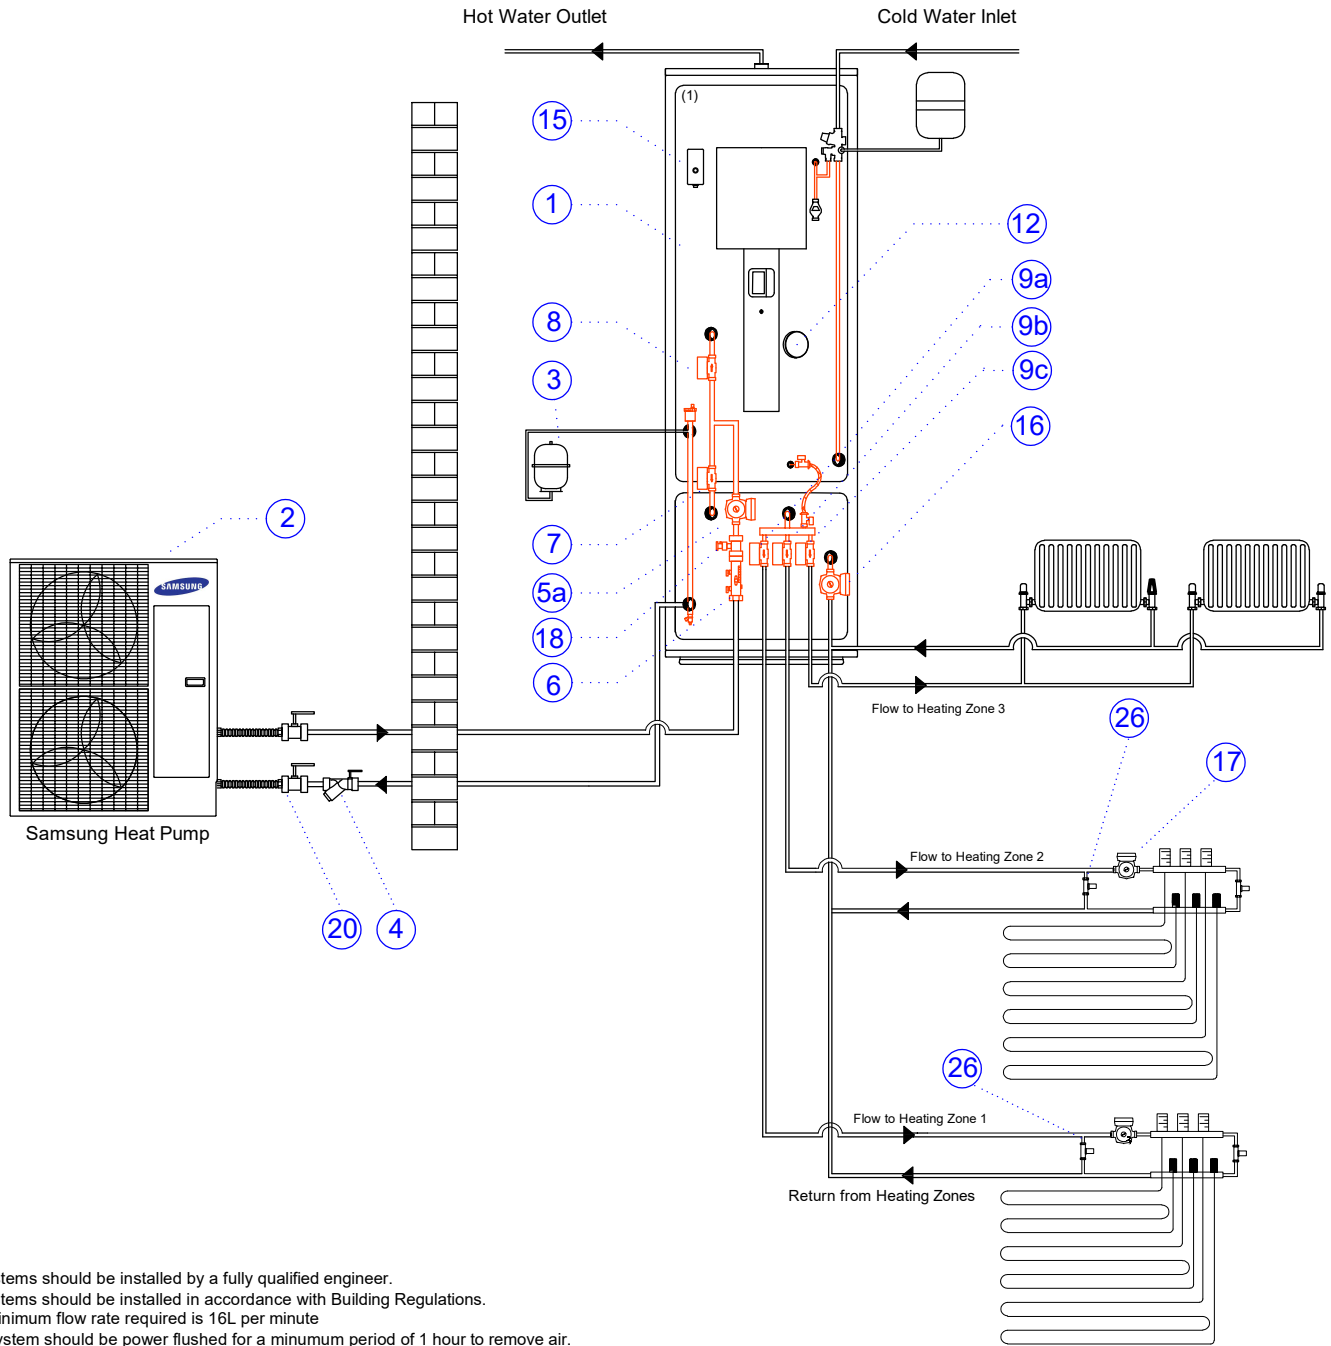 Hot Water Outlet
Cold Water Inlet
(1)
15
1
12
9a
8
9b
3
9c
16
2
7
SAMSUNG
5a
18
6
Flow to Heating Zone 3
26
17
Samsung Heat Pump
Flow to Heating Zone 2
20
4
26
Flow to Heating Zone 1
Return from Heating Zones
should be installed by a fully qualified engineer.
should be installed in accordance with Building Regulations.
flow rate required is 16L per minute
should be power flushed for a minumum period of 1 hour to remove air.